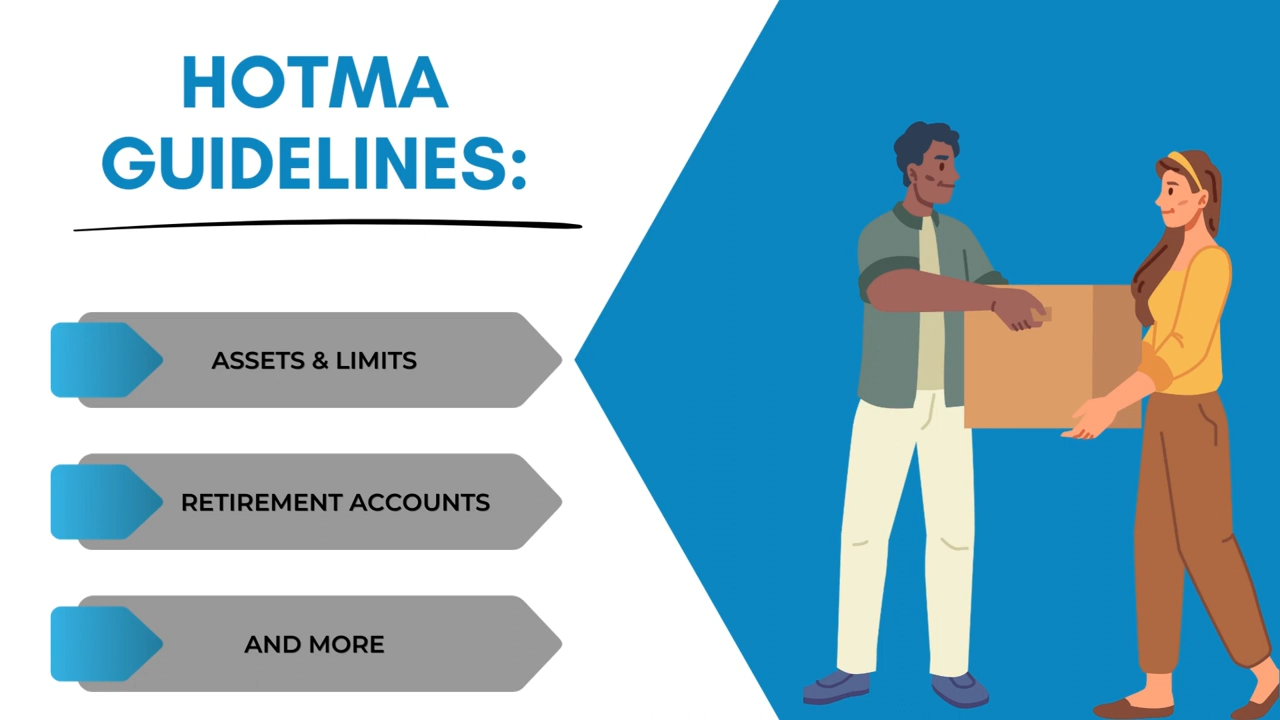 HOTMA
GUIDELINES:
ASSETS & LIMITS
RETIREMENT ACCOUNTS
AND MORE